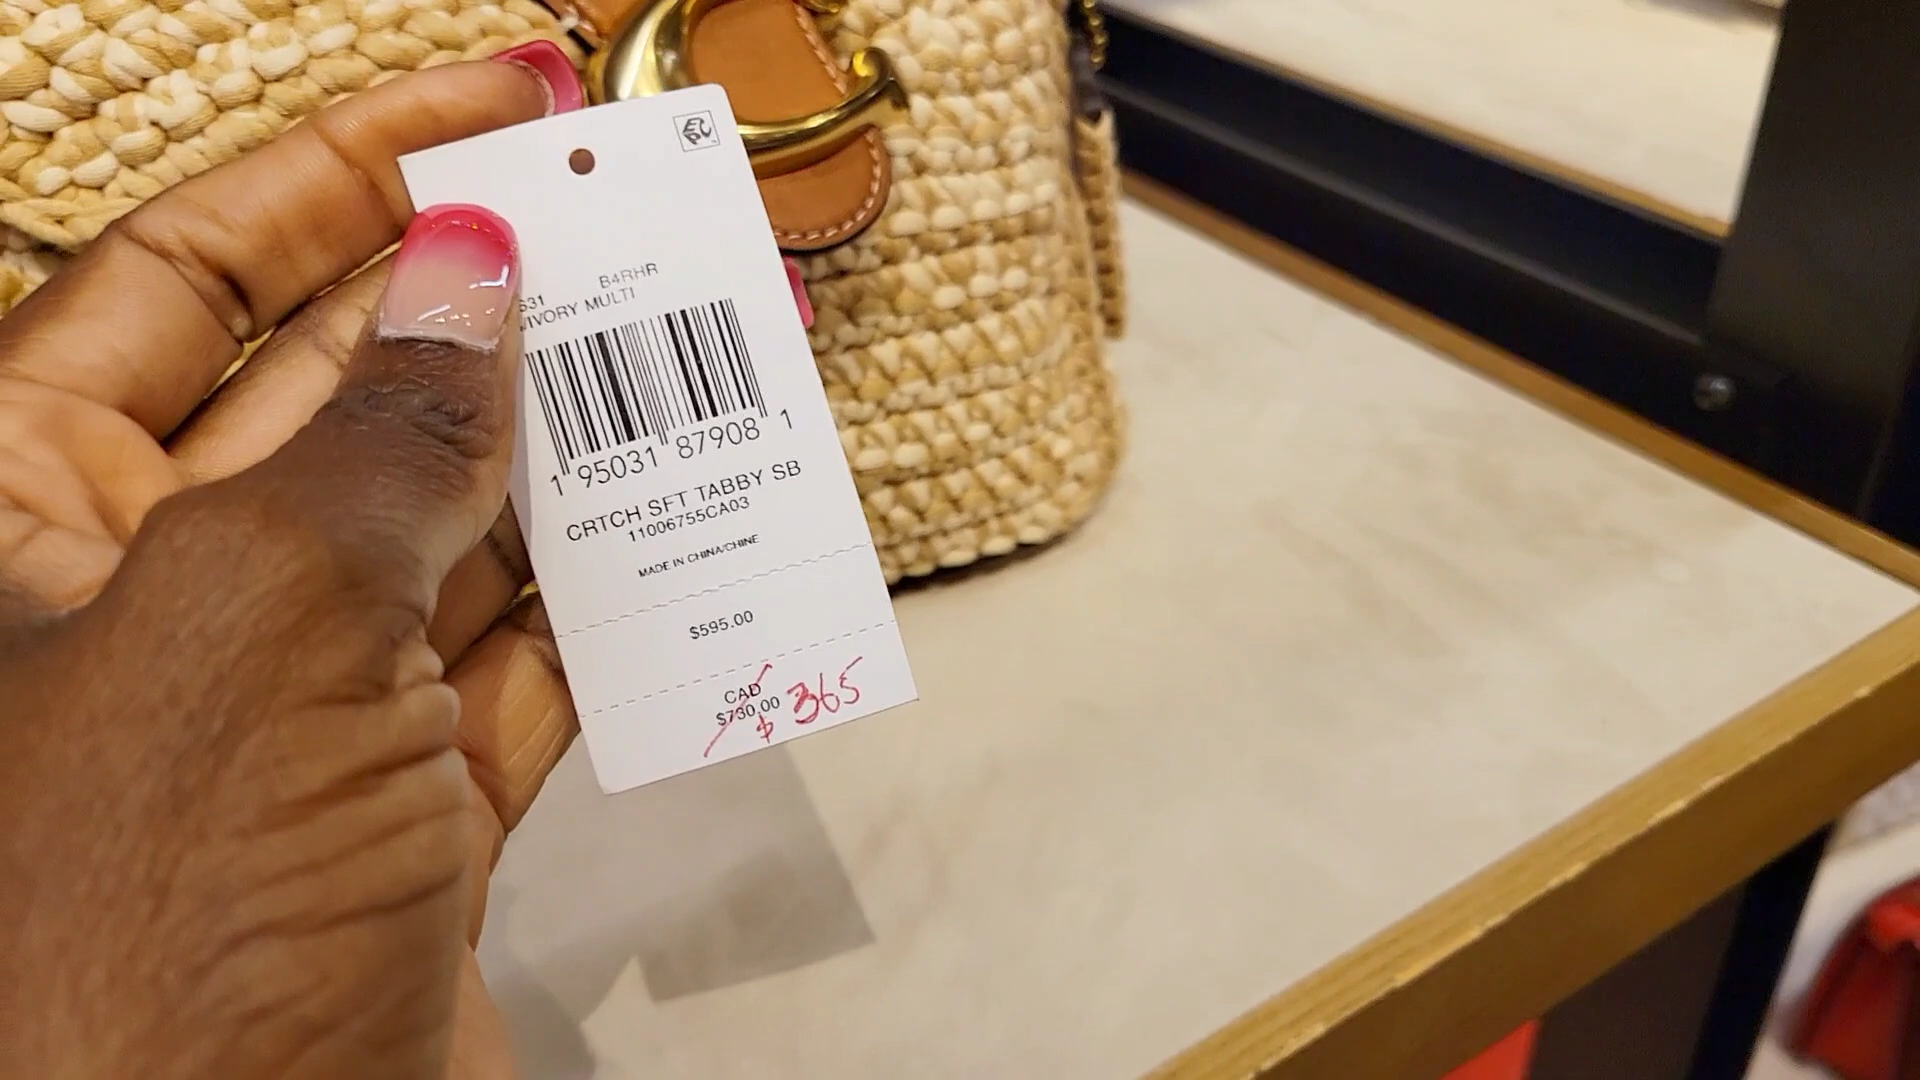 631 B4RHR
/IVORY MULTI
1 95031 87908 1
CRTCH SFT TABBY SB
11006755CA03
MADE IN CHINA/CHINE
$595.00
CAD
$730.00
$ 365